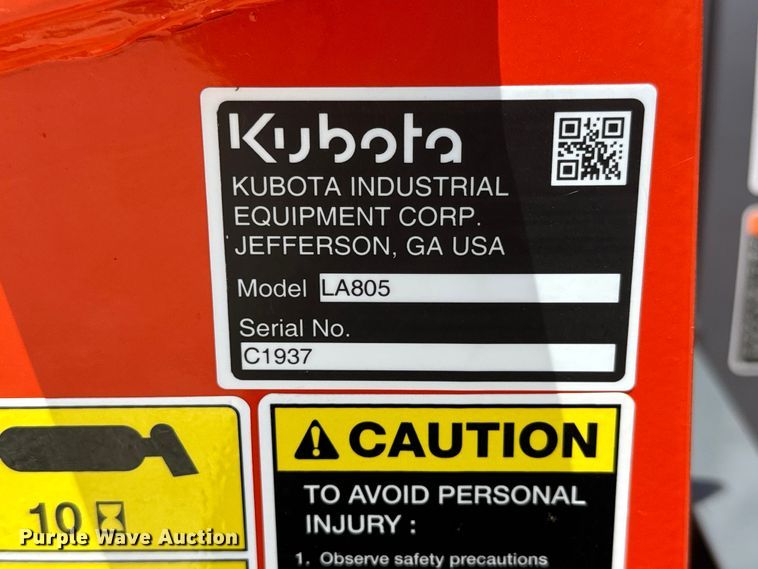 Kubota
KUBOTA INDUSTRIAL
EQUIPMENT CORP.
JEFFERSON, GA USA
Model LA805
Serial No.
C1937
CAUTION
TO AVOID PERSONAL
INJURY :
1. Observe safety precautions
10
Purple Wave Auction